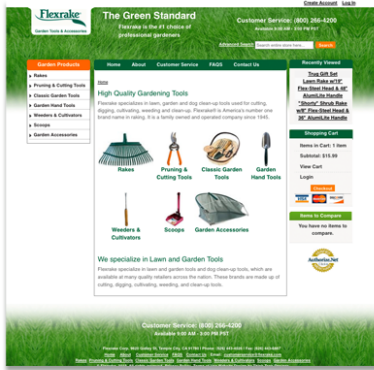 Create Account Log In
Flexrake
Garden Tools & Accessories
The Green Standard
Flexrake is the #1 choice of
professional gardeners
Customer Service: (800) 266-4200
Available 9:00 AM - 3:00 PM PST
Advanced Search
Search entire store here...
Search
Garden Products
Rakes
Pruning & Cutting Tools
Classic Garden Tools
Garden Hand Tools
Weeders & Cultivators
Scoops
Garden Accessories
Home About Customer Service FAQS Contact Us
Home
High Quality Gardening Tools
Flexrake specializes in lawn, garden and dog clean-up tools used for cutting,
digging, cultivating, weeding and clean-up. Flexrake® is America's number one
brand name in raking. It is a family owned and operated company since 1945.
Rakes
Pruning &
Cutting Tools
Classic Garden
Tools
Garden
Hand Tools
Weeders &
Cultivators
Scoops
Garden Accessories
We specialize in Lawn and Garden Tools
Flexrake specialize in lawn and garden tools and dog clean-up tools, which are
available at many quality retailers across the nation. These brands are made up of
cutting, digging, cultivating, weeding, and clean-up tools.
Recently Viewed
Trug Gift Set
Lawn Rake w/19"
Flex-Steel Head & 48"
AlumiLite Handle
"Shorty" Shrub Rake
w/8" Flex-Steel Head &
36" AlumiLite Handle
Shopping Cart
Items in Cart: 1 item
Subtotal: $15.99
View Cart
Login
Checkout
VISA
Items to Compare
You have no items to
compare.
Authorize.Net
Customer Service: (800) 266-4200
Available 9:00 AM - 3:00 PM PST
Home About Customer Service FAQS Contact Us
Rakes Pruning & Cutting Tools Classic Garden Tools Garden Hand Tools Weeders & Cultivators Scoops Garden Accessories